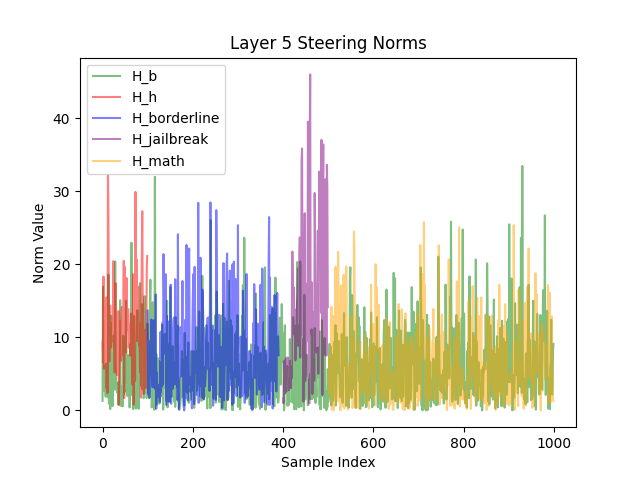 Layer 5 Steering Norms
H_b
H_h
H_borderline
H_jailbreak
H_math
Norm Value
40
30
20
10
0
0
200
400
600
800
1000
Sample Index